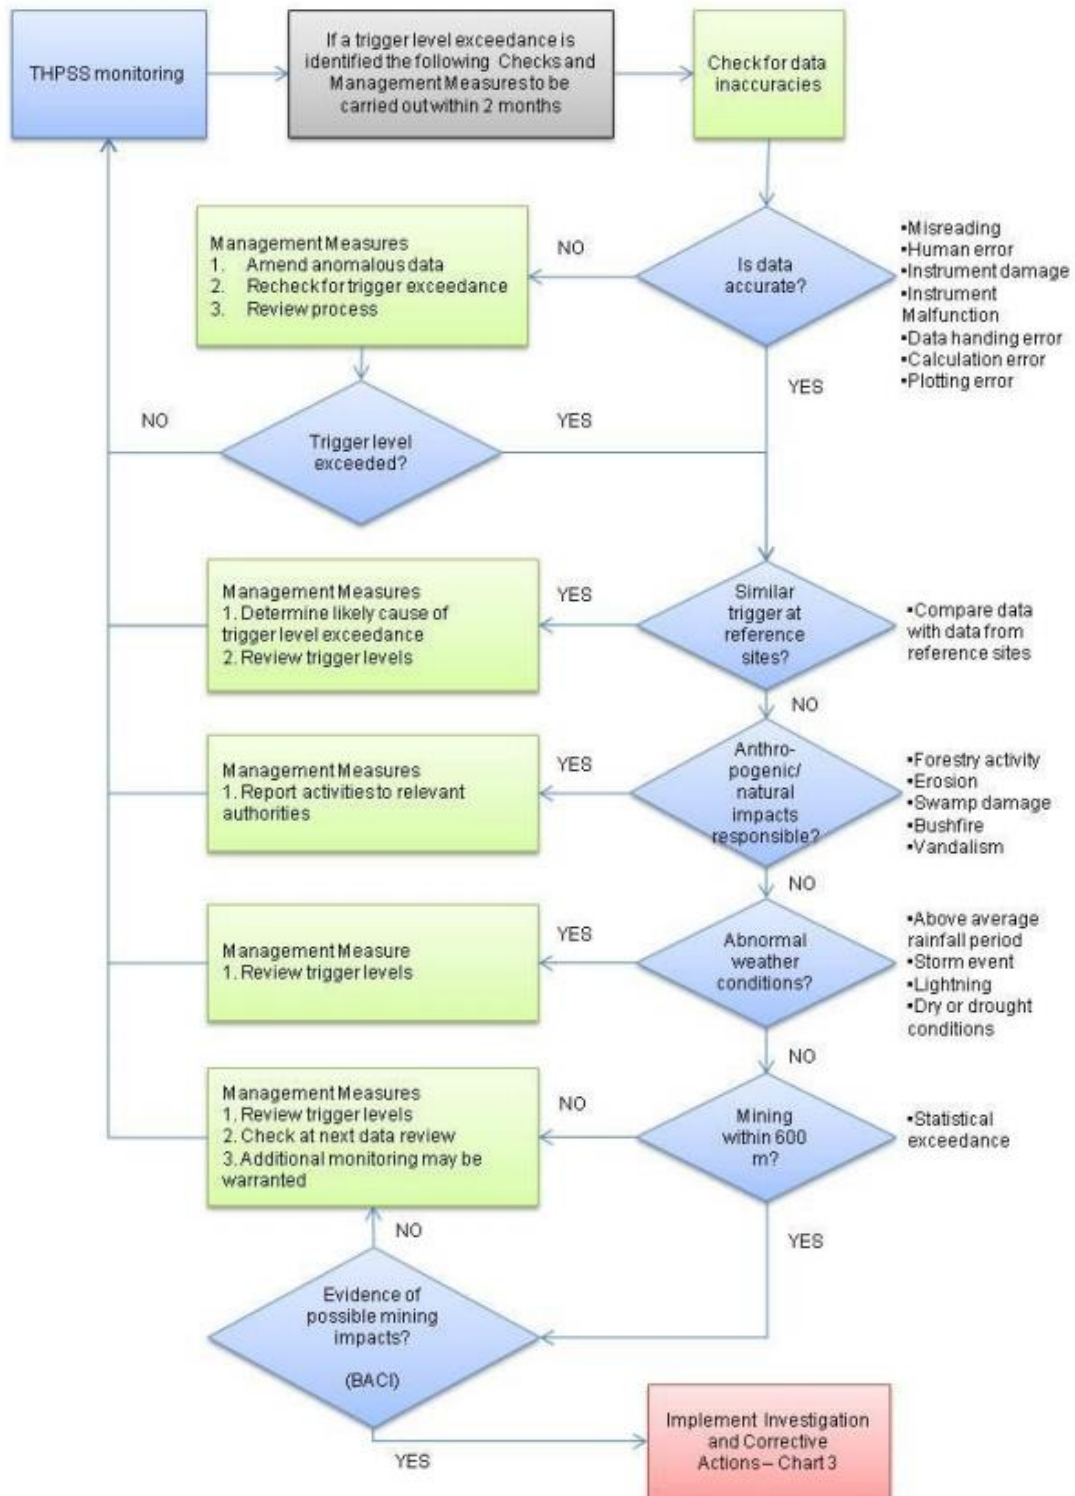 THPSS monitoring
If a trigger level exceedance is
identified the following Checks and
Management Measures to be
carried out within 2 months
Check for data
inaccuracies
Management Measures
1. Amend anomalous data
2. Recheck for trigger exceedance
3. Review process
NO
Is data
accurate?
•Misreading
•Human error
•Instrument damage
•Instrument
Malfunction
•Data handing error
•Calculation error
•Plotting error
YES
NO
Trigger level
exceeded?
YES
Management Measures
1. Determine likely cause of
trigger level exceedance
2. Review trigger levels
YES
Similar
trigger at
reference
sites?
•Compare data
with data from
reference sites
NO
Management Measures
1. Report activities to relevant
authorities
YES
Anthro-
pogenic/
natural
impacts
responsible?
•Forestry activity
•Erosion
•Swamp damage
•Bushfire
•Vandalism
NO
Management Measure
1. Review trigger levels
YES
Abnormal
weather
conditions?
•Above average
rainfall period
•Storm event
•Lightning
•Dry or drought
conditions
NO
Management Measures
1. Review trigger levels
2. Check at next data review
3. Additional monitoring may be
warranted
NO
Mining
within 600
m?
•Statistical
exceedance
NO
YES
Evidence of
possible mining
impacts?
(BACI)
YES
Implement Investigation
and Corrective
Actions – Chart 3